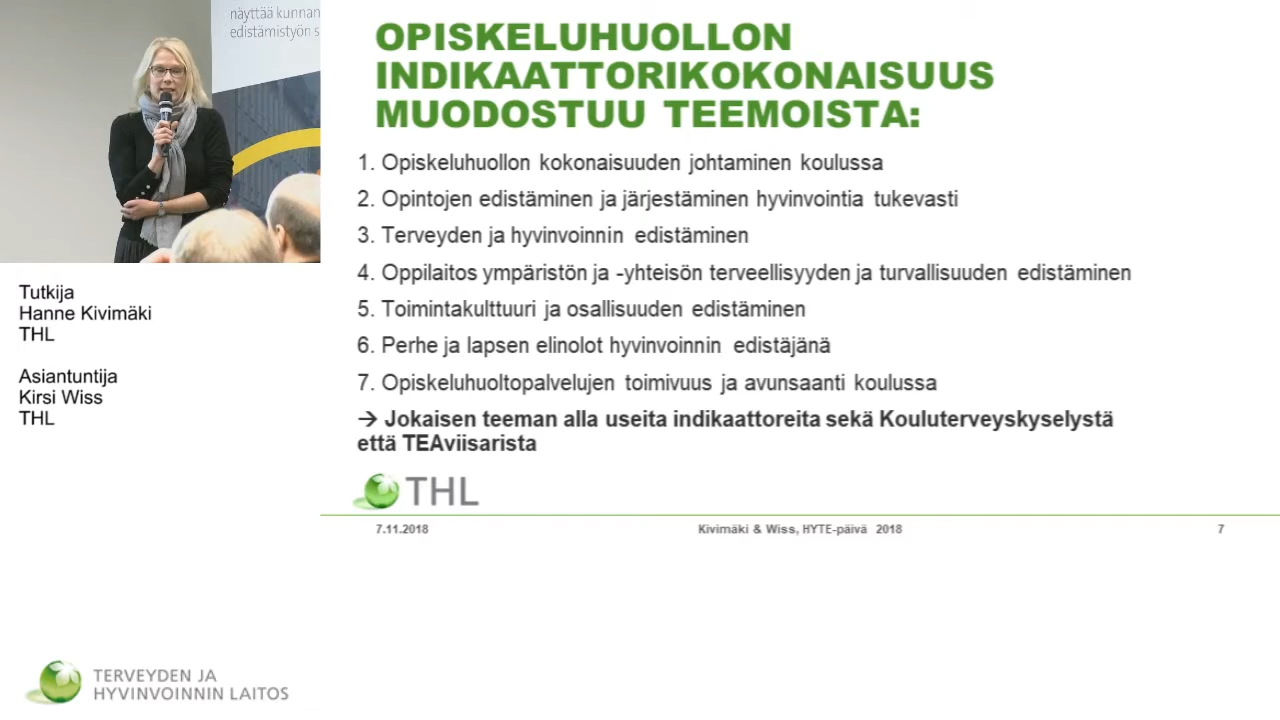 näyttää kunnan
edistämistyön s
Tutkija
Hanne Kivimäki
THL
Asiantuntija
Kirsi Wiss
THL
OPISKELUHUOLLON
INDIKAATTORIKOKONAISUUS
MUODOSTUU TEEMOISTA:
1. Opiskeluhuollon kokonaisuuden johtaminen koulussa
2. Opintojen edistäminen ja järjestäminen hyvinvointia tukevasti
3. Terveyden ja hyvinvoinnin edistäminen
4. Oppilaitos ympäristön ja -yhteisön terveellisyyden ja turvallisuuden edistäminen
5. Toimintakulttuuri ja osallisuuden edistäminen
6. Perhe ja lapsen elinolot hyvinvoinnin edistäjänä
7. Opiskeluhuoltopalvelujen toimivuus ja avunsaanti koulussa
→ Jokaisen teeman alla useita indikaattoreita sekä Kouluterveyskyselystä
että TEAviisarista
THL
7.11.2018 Kivimäki & Wiss, HYTE-päivä 2018 7
TERVEYDEN JA
HYVINVOINNIN LAITOS